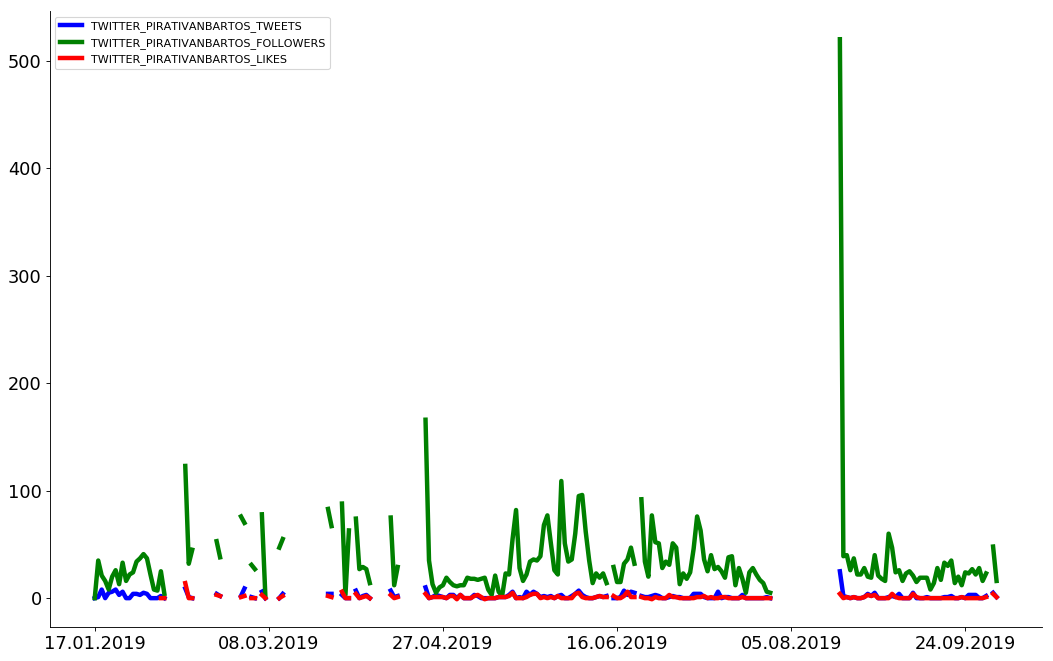 TWITTER_PIRATIVANBARTOS_TWEETS
TWITTER_PIRATIVANBARTOS_FOLLOWERS
TWITTER_PIRATIVANBARTOS_LIKES
500
400
300
200
100
0
17.01.2019 08.03.2019 27.04.2019 16.06.2019 05.08.2019 24.09.2019